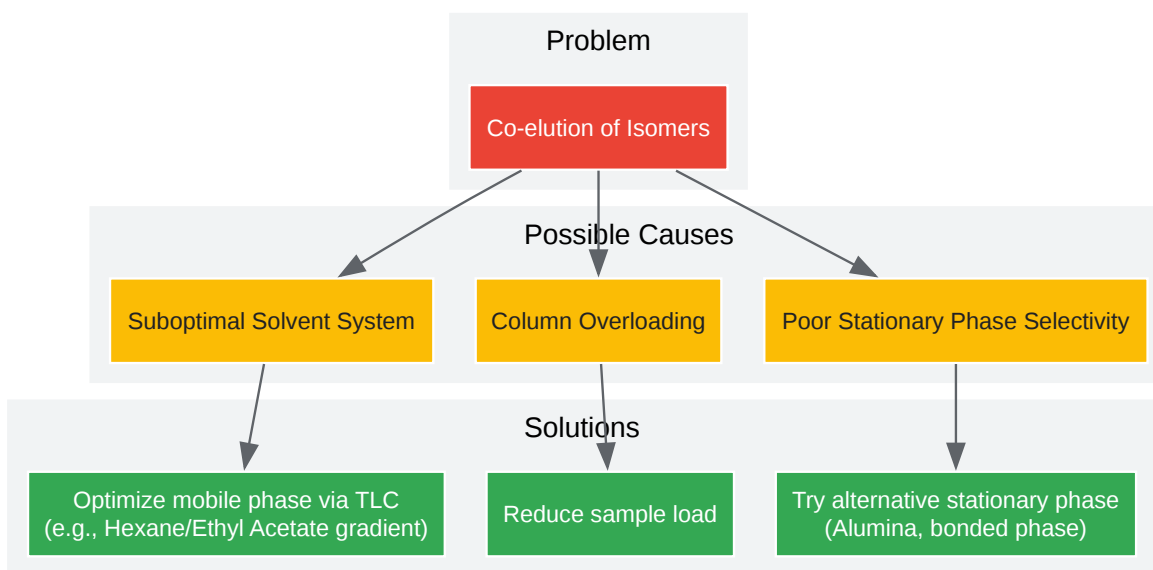 Problem
Co-elution of Isomers
Possible Causes
Suboptimal Solvent System
Column Overloading
Poor Stationary Phase Selectivity
Solutions
Optimize mobile phase via TLC
(e.g., Hexane/Ethyl Acetate gradient)
Reduce sample load
Try alternative stationary phase
(Alumina, bonded phase)